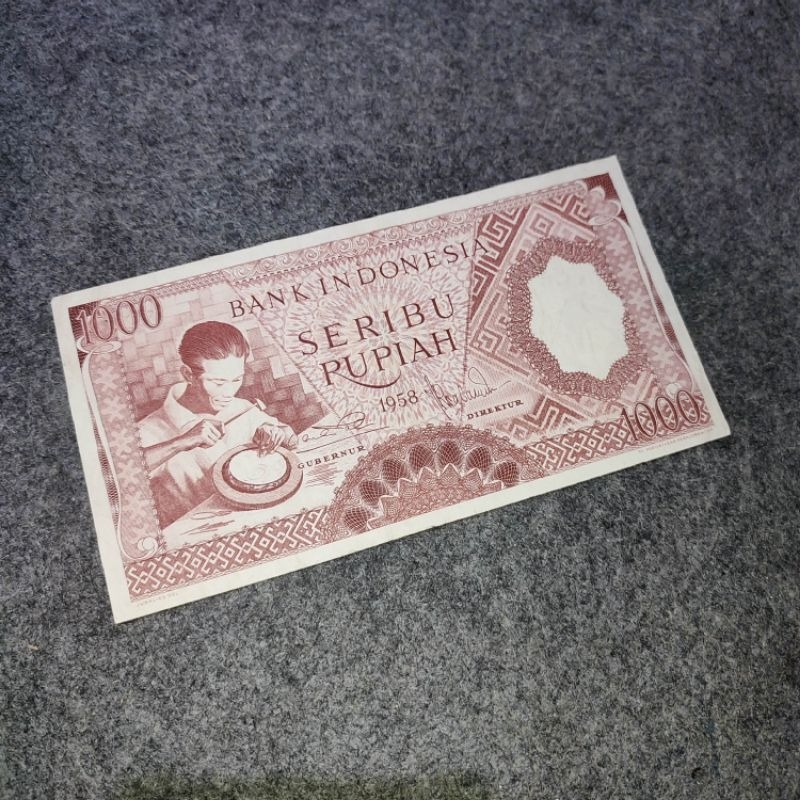 1000
BANK INDONESIA
SERIBU
RUPIAH
1958
GUBERNUR
DIREKTUR
1000